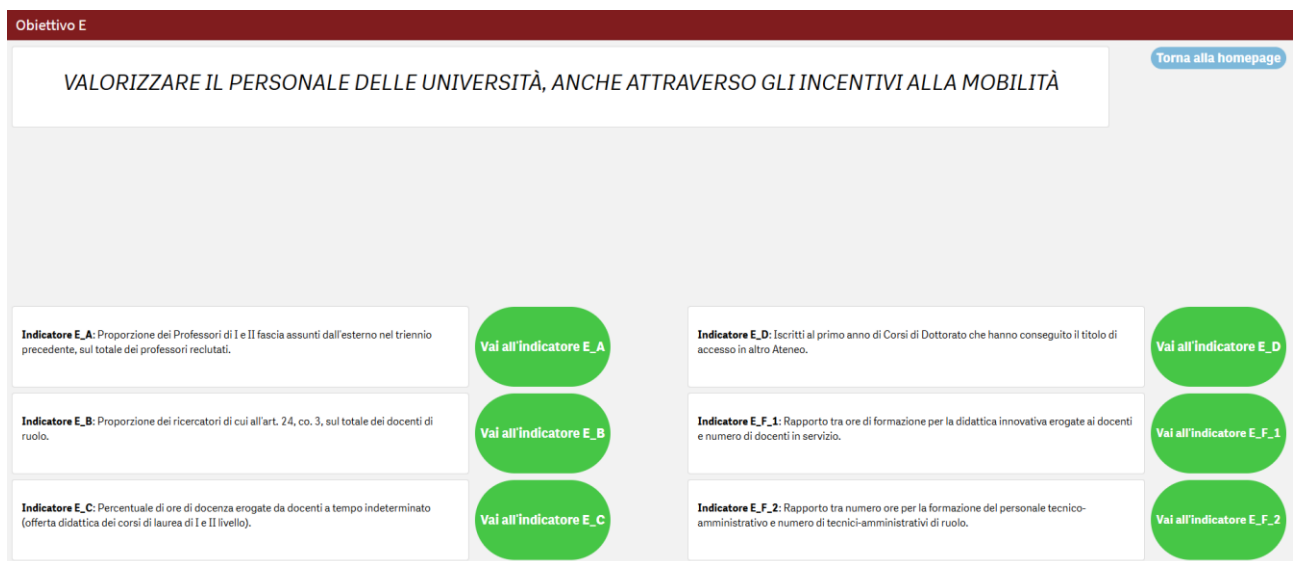 Obiettivo E
Torna alla homepage
VALORIZZARE IL PERSONALE DELLE UNIVERSITÀ, ANCHE ATTRAVERSO GLI INCENTIVI ALLA MOBILITÀ
Indicatore E_A: Proporzione dei Professori di I e II fascia assunti dall'esterno nel triennio
precedente, sul totale dei professori reclutati.
Vai all'indicatore E_A
Indicatore E_D: Iscritti al primo anno di Corsi di Dottorato che hanno conseguito il titolo di
accesso in altro Ateneo.
Vai all'indicatore E_D
Indicatore E_B: Proporzione dei ricercatori di cui all'art. 24, co. 3, sul totale dei docenti di
ruolo.
Vai all'indicatore E_B
Indicatore E_F_1: Rapporto tra ore di formazione per la didattica innovativa erogate ai docenti
e numero di docenti in servizio.
Vai all'indicatore E_F_1
Indicatore E_C: Percentuale di ore di docenza erogate da docenti a tempo indeterminato
(offerta didattica dei corsi di laurea di I e II livello).
Vai all'indicatore E_C
Indicatore E_F_2: Rapporto tra numero ore per la formazione del personale tecnico-
amministrativo e numero di tecnici-amministrativi di ruolo.
Vai all'indicatore E_F_2